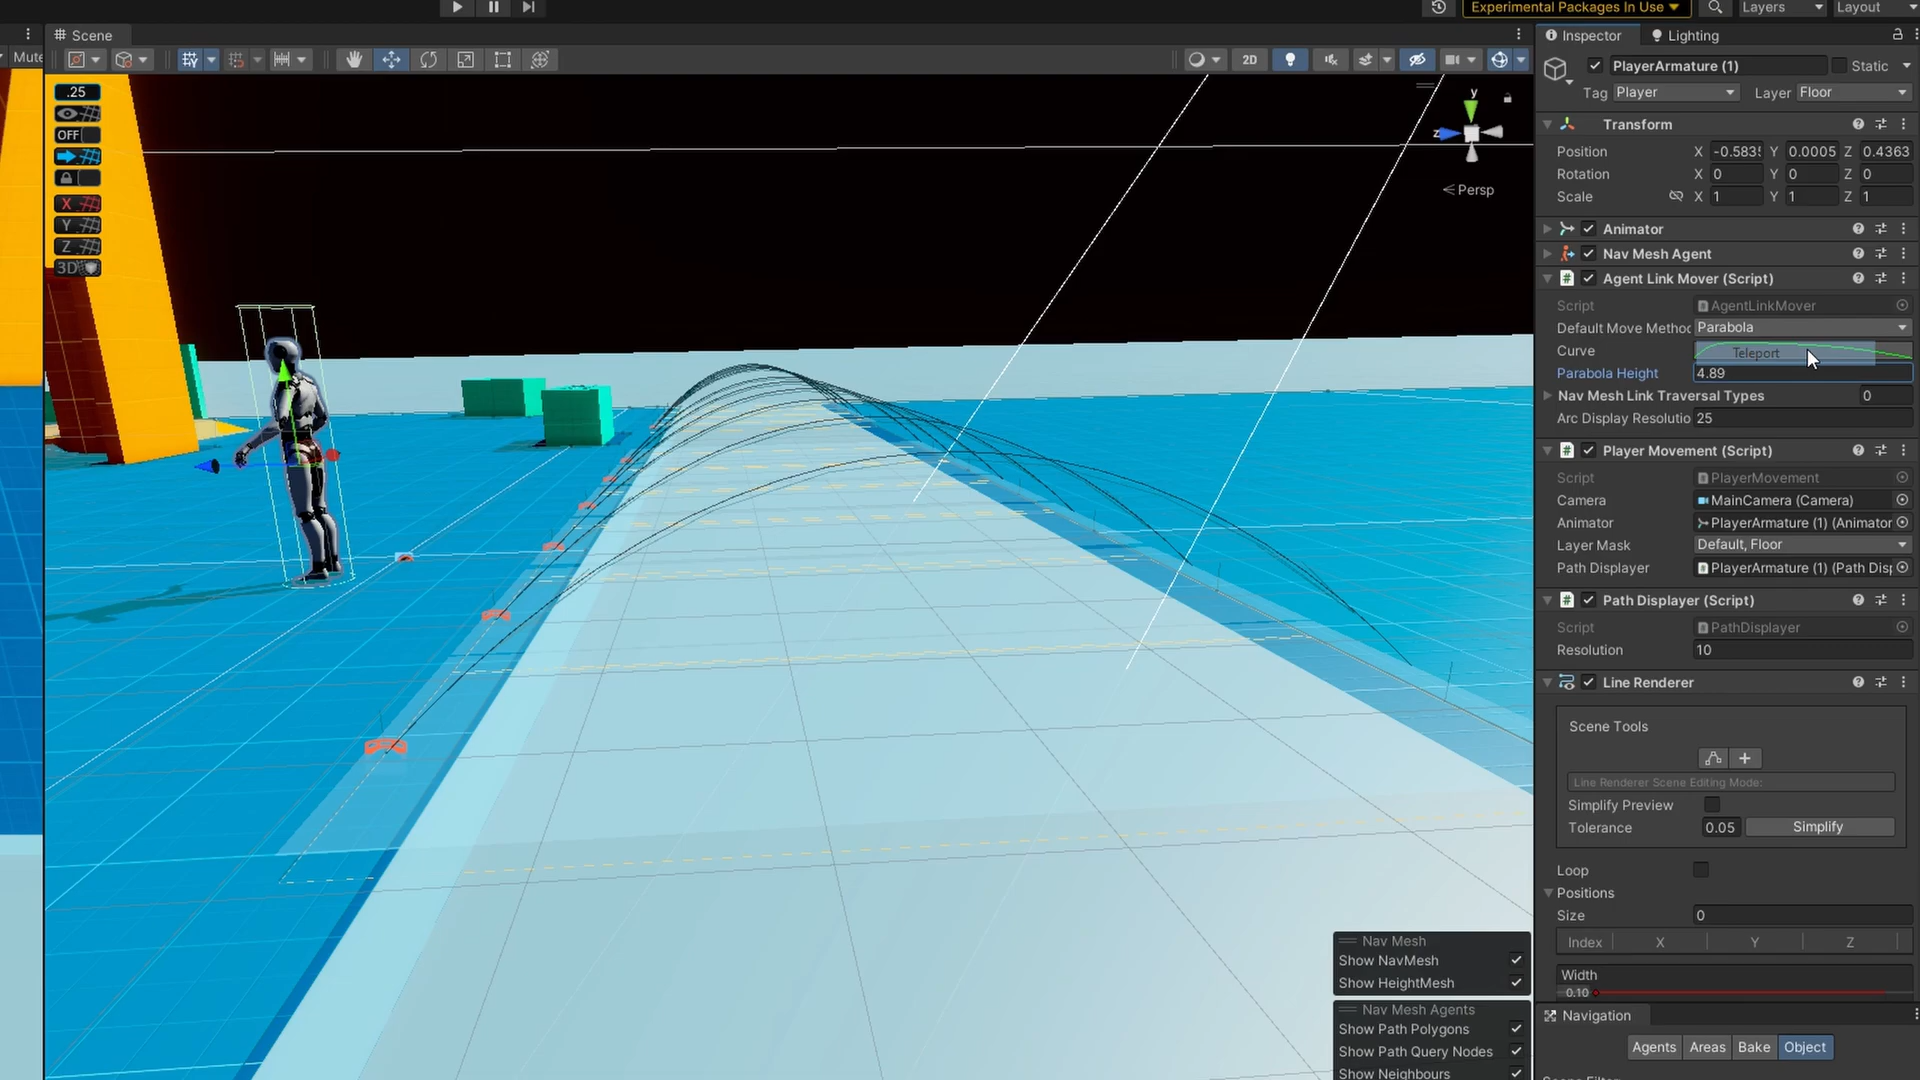 Experimental Packages In Use
Layers
Layout
Mute
Scene
2D
.25
OFF
X
Y
Z
3D
y
z
Persp
Inspector
Lighting
PlayerArmature (1)
Static
Tag Player
Layer Floor
Transform
Position X -0.583 Y 0.0005 Z 0.4363
Rotation X 0 Y 0 Z 0
Scale X 1 Y 1 Z 1
Animator
Nav Mesh Agent
Agent Link Mover (Script)
Script AgentLinkMover
Default Move Method Parabola
Curve Teleport
Parabola Height 4.89
Nav Mesh Link Traversal Types 0
Arc Display Resolutio 25
Player Movement (Script)
Script PlayerMovement
Camera MainCamera (Camera)
Animator PlayerArmature (1) (Animator
Layer Mask Default, Floor
Path Displayer PlayerArmature (1) (Path Disp
Path Displayer (Script)
Script PathDisplayer
Resolution 10
Line Renderer
Scene Tools
Line Renderer Scene Editing Mode:
Simplify Preview
Tolerance 0.05 Simplify
Loop
Positions
Size 0
Index X Y Z
Width
0.10
Navigation
Agents Areas Bake Object
Nav Mesh
Show NavMesh
Show HeightMesh
Nav Mesh Agents
Show Path Polygons
Show Path Query Nodes
Show Neighbours